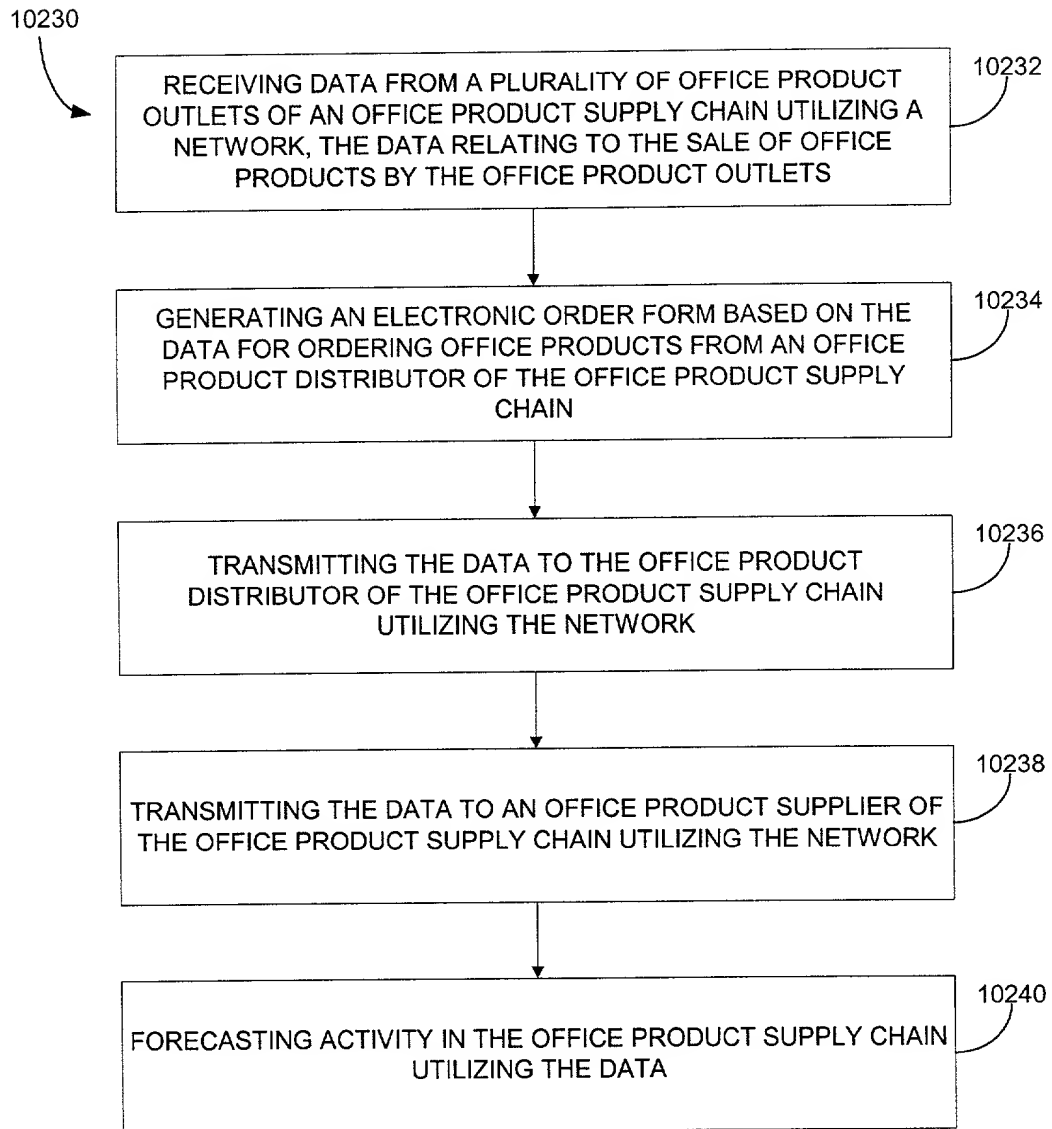 10230
RECEIVING DATA FROM A PLURALITY OF OFFICE PRODUCT
OUTLETS OF AN OFFICE PRODUCT SUPPLY CHAIN UTILIZING A
NETWORK, THE DATA RELATING TO THE SALE OF OFFICE
PRODUCTS BY THE OFFICE PRODUCT OUTLETS
10232
GENERATING AN ELECTRONIC ORDER FORM BASED ON THE
DATA FOR ORDERING OFFICE PRODUCTS FROM AN OFFICE
PRODUCT DISTRIBUTOR OF THE OFFICE PRODUCT SUPPLY
CHAIN
10234
TRANSMITTING THE DATA TO THE OFFICE PRODUCT
DISTRIBUTOR OF THE OFFICE PRODUCT SUPPLY CHAIN
UTILIZING THE NETWORK
10236
TRANSMITTING THE DATA TO AN OFFICE PRODUCT SUPPLIER OF
THE OFFICE PRODUCT SUPPLY CHAIN UTILIZING THE NETWORK
10238
FORECASTING ACTIVITY IN THE OFFICE PRODUCT SUPPLY CHAIN
UTILIZING THE DATA
10240